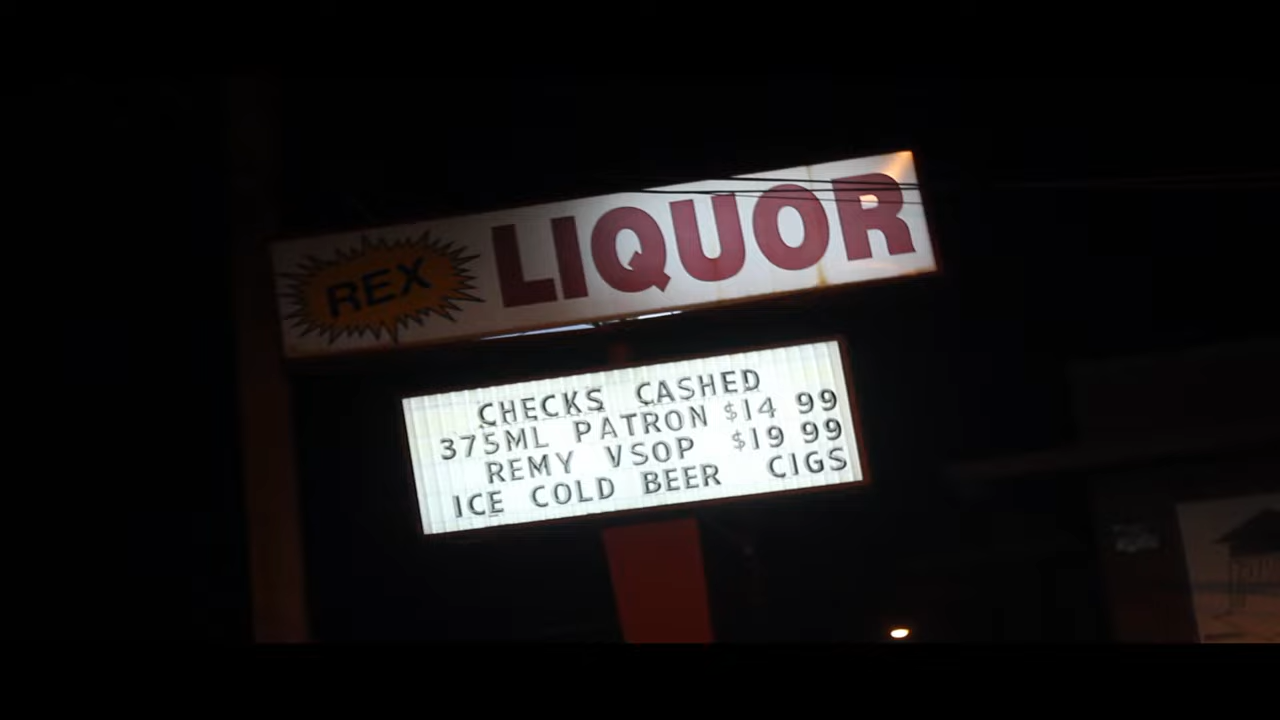 REX LIQUOR
CHECKS CASHED
375ML PATRON $14 99
REMY VSOP $19 99
ICE COLD BEER CIGS